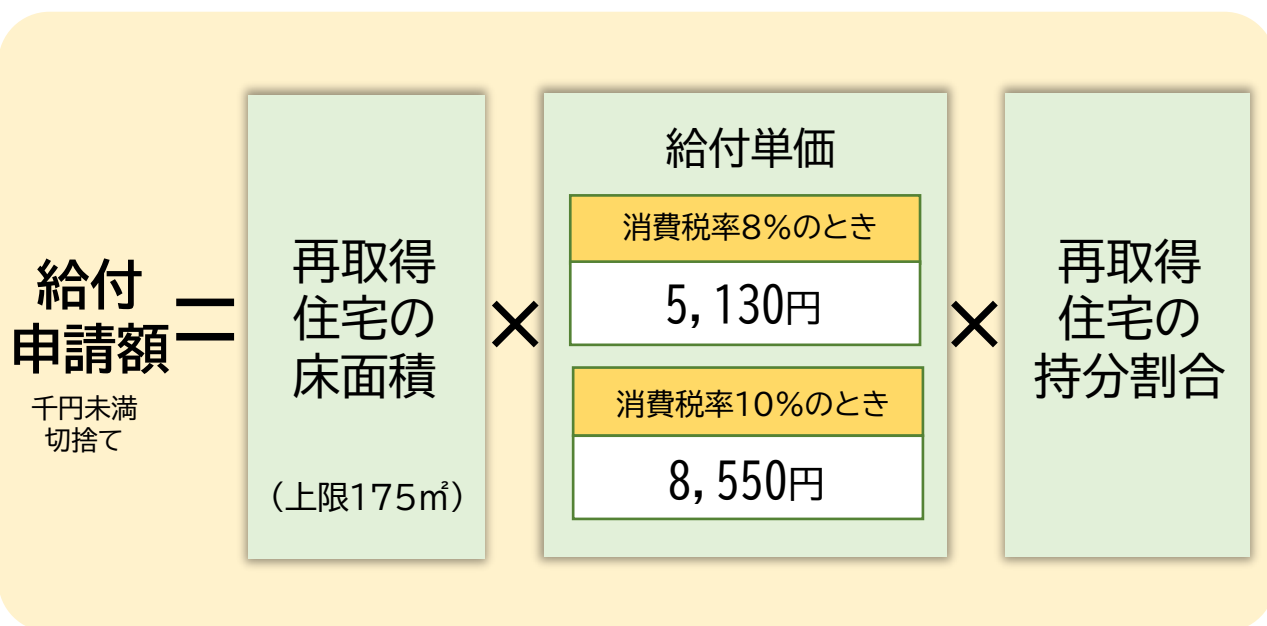 給付
申請額
千円未満
切捨て
＝
再取得
住宅の
床面積
（上限175㎡）
×
給付単価
消費税率8%のとき
5,130円
消費税率10%のとき
8,550円
×
再取得
住宅の
持分割合